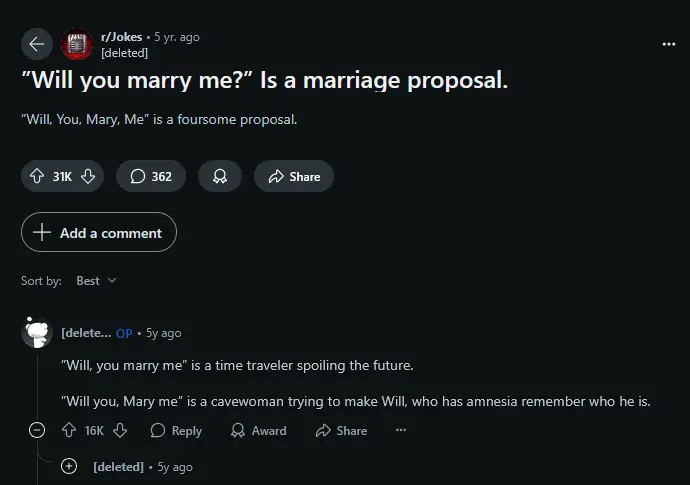 r/Jokes • 5 yr. ago
[deleted]
”Will you marry me?” Is a marriage proposal.
”Will, You, Mary, Me” is a foursome proposal.
31K
362
Share
Add a comment
Sort by: Best
[delete... OP • 5y ago
“Will, you marry me” is a time traveler spoiling the future.
“Will you, Mary me” is a cavewoman trying to make Will, who has amnesia remember who he is.
16K Reply Award Share
[deleted] • 5y ago